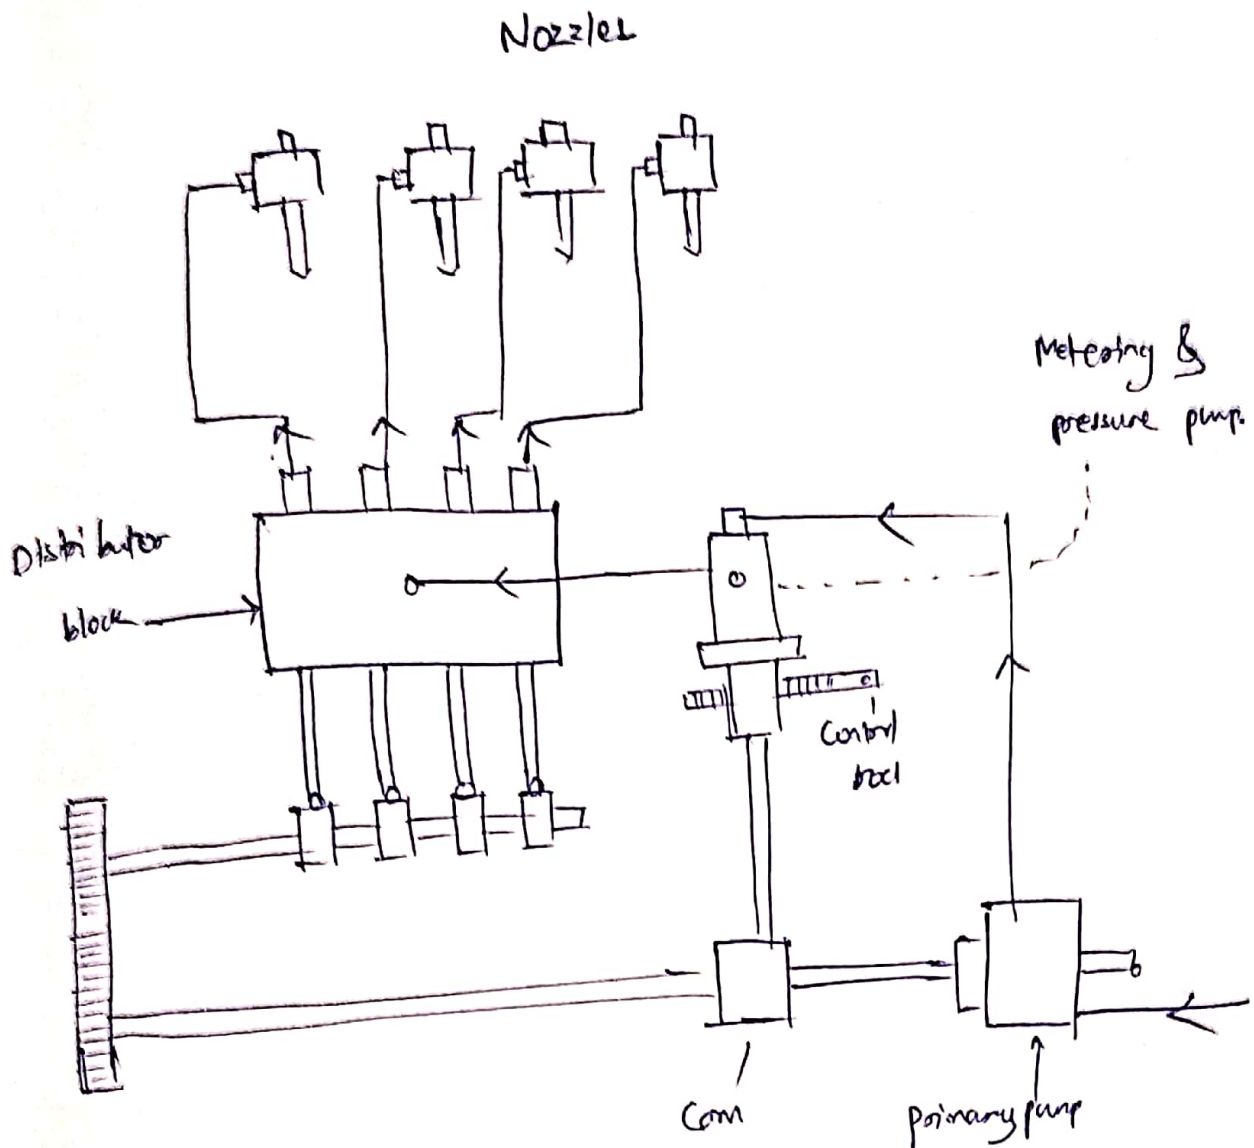 Nozzles
Metering &
pressure pump.
Distributor
block
Control
rod
Cam
primary pump